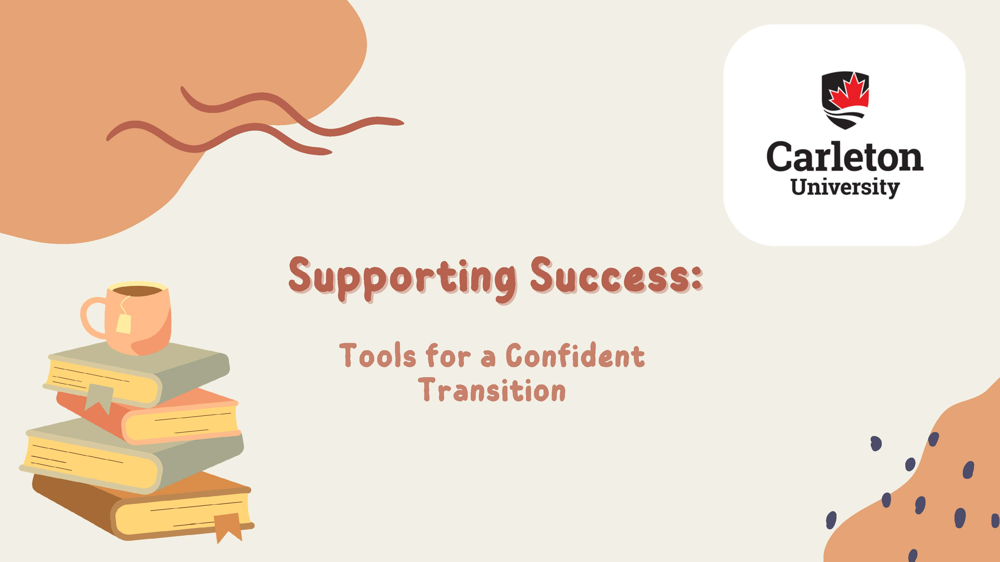 Carleton
University
Supporting Success:
Tools for a Confident
Transition